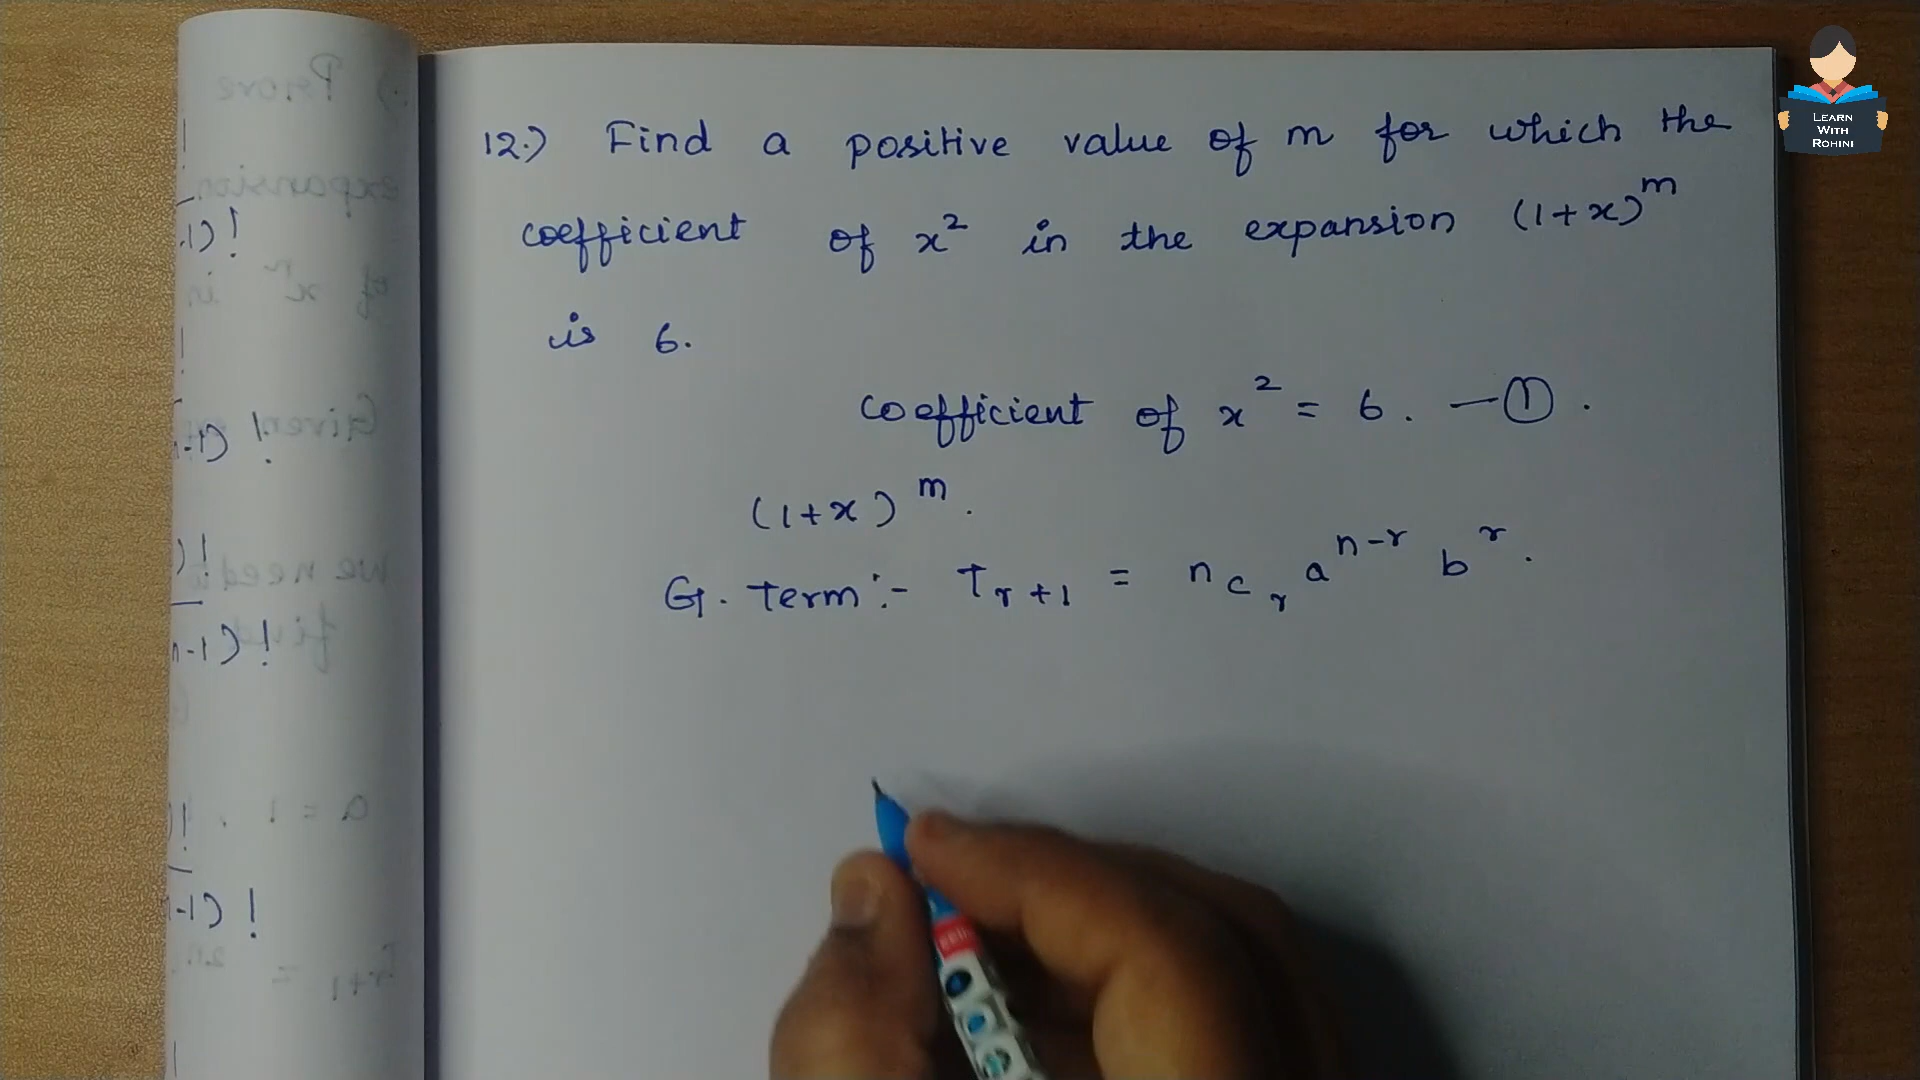 12.) Find a positive value of m for which the
coefficient of x² in the expansion (1+x)^m
is 6.
coefficient of x² = 6. —①.
(1+x)^m.
G. Term :- T_{r+1} = nC_r a^{n-r} b^r.
LEARN
WITH
ROHINI